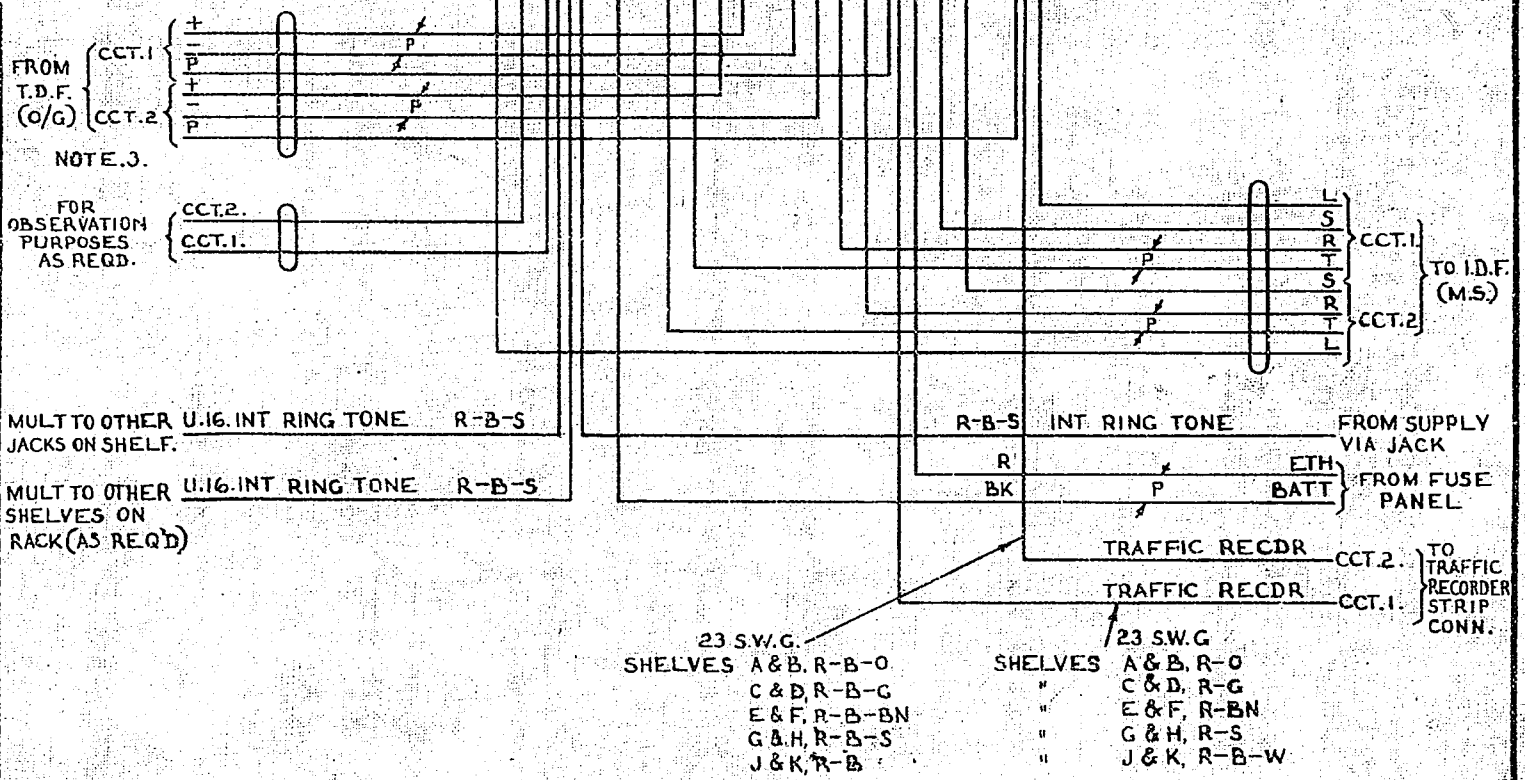 FROM
T.D.F.
(O/G)
CCT.1
+
-
P
CCT.2
+
-
P
P
P
NOTE.3.
FOR
OBSERVATION
PURPOSES
AS REQD.
CCT.2.
CCT.1.
L
S
R
T
S
R
T
L
P
P
CCT.1.
CCT.2
TO I.D.F.
(M.S.)
MULT TO OTHER
JACKS ON SHELF.
U.16. INT RING TONE R-B-S
MULT TO OTHER
SHELVES ON
RACK (AS REQ'D)
U.16. INT RING TONE R-B-S
R-B-S INT RING TONE
FROM SUPPLY
VIA JACK
R ETH
BK P BATT
FROM FUSE
PANEL
TRAFFIC RECDR CCT.2.
TRAFFIC RECDR CCT.1.
TO
TRAFFIC
RECORDER
STRIP
CONN.
23 S.W.G.
SHELVES A & B, R-B-O
C & D, R-B-G
E & F, R-B-BN
G & H, R-B-S
J & K, R-B
23 S.W.G
SHELVES A & B, R-O
" C & D, R-G
" E & F, R-BN
" G & H, R-S
" J & K, R-B-W